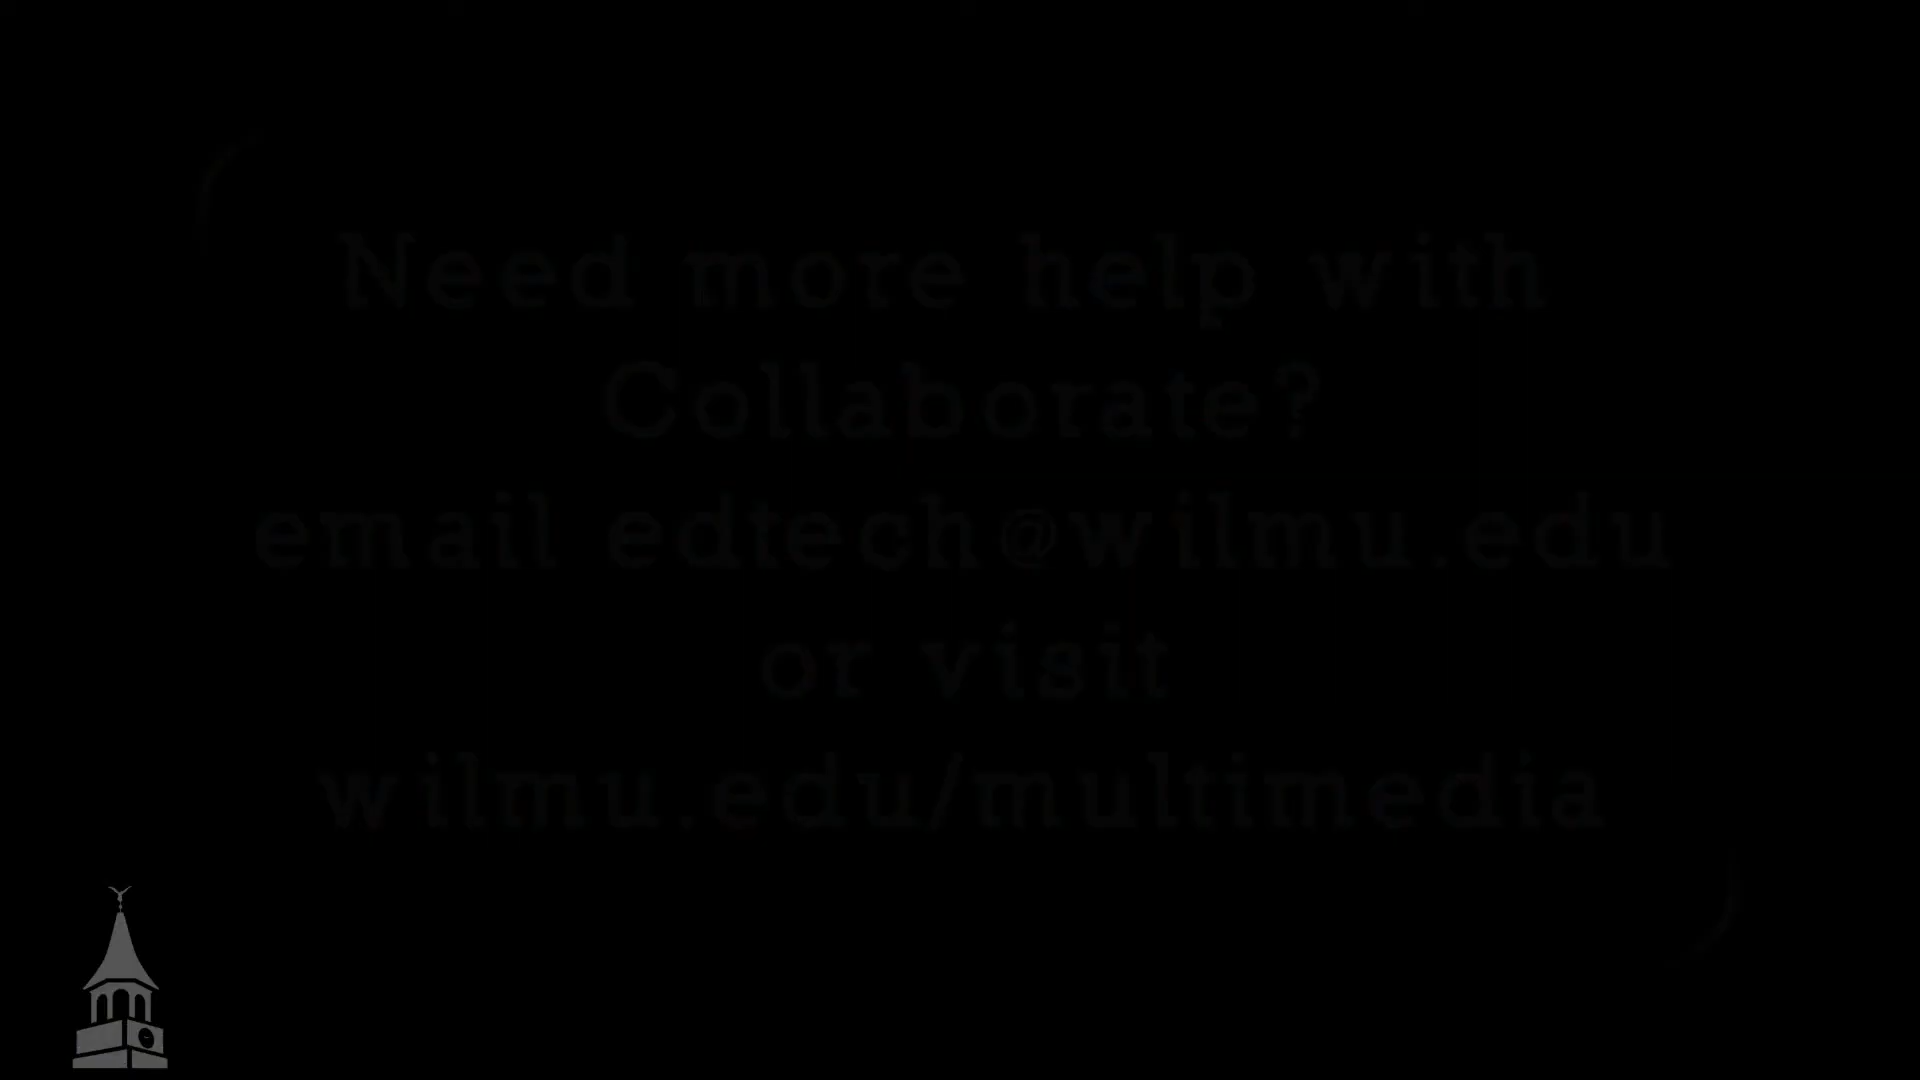 Need more help with
Collaborate?
email edtech@wilmu.edu
or visit
wilmu.edu/multimedia